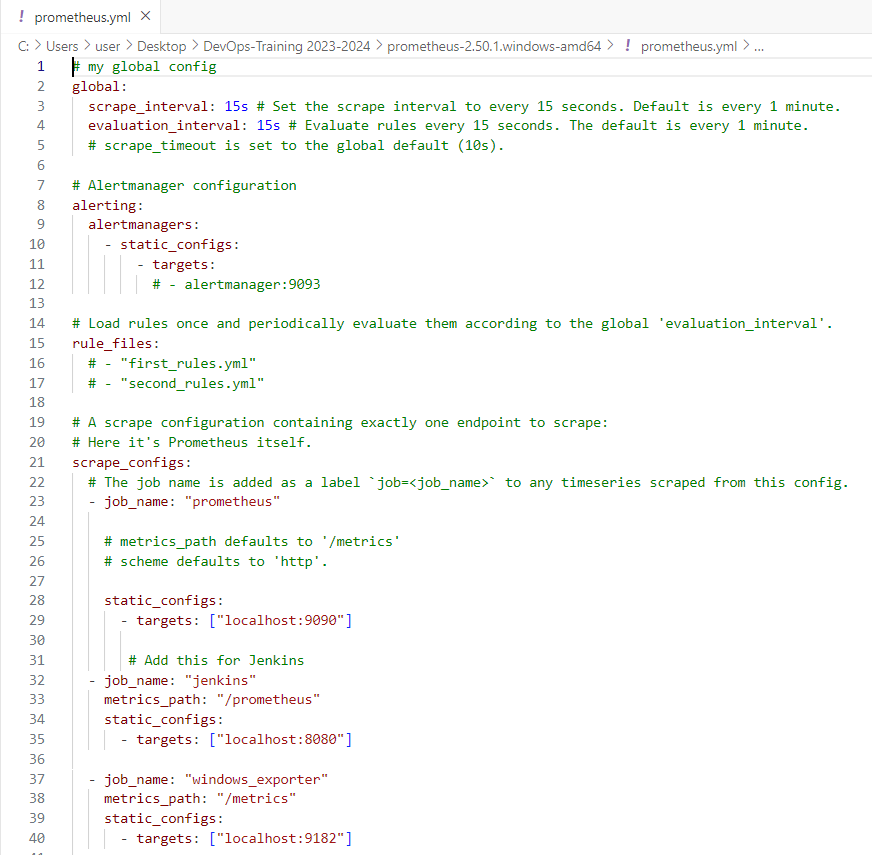 ! prometheus.yml ×
C: > Users > user > Desktop > DevOps-Training 2023-2024 > prometheus-2.50.1.windows-amd64 > ! prometheus.yml > ...
1 # my global config
2 global:
3   scrape_interval: 15s # Set the scrape interval to every 15 seconds. Default is every 1 minute.
4   evaluation_interval: 15s # Evaluate rules every 15 seconds. The default is every 1 minute.
5   # scrape_timeout is set to the global default (10s).
6
7 # Alertmanager configuration
8 alerting:
9   alertmanagers:
10     - static_configs:
11         - targets:
12           # - alertmanager:9093
13
14 # Load rules once and periodically evaluate them according to the global 'evaluation_interval'.
15 rule_files:
16   # - "first_rules.yml"
17   # - "second_rules.yml"
18
19 # A scrape configuration containing exactly one endpoint to scrape:
20 # Here it's Prometheus itself.
21 scrape_configs:
22   # The job name is added as a label `job=<job_name>` to any timeseries scraped from this config.
23   - job_name: "prometheus"
24
25     # metrics_path defaults to '/metrics'
26     # scheme defaults to 'http'.
27
28     static_configs:
29       - targets: ["localhost:9090"]
30
31        # Add this for Jenkins
32   - job_name: "jenkins"
33     metrics_path: "/prometheus"
34     static_configs:
35       - targets: ["localhost:8080"]
36
37   - job_name: "windows_exporter"
38     metrics_path: "/metrics"
39     static_configs:
40       - targets: ["localhost:9182"]